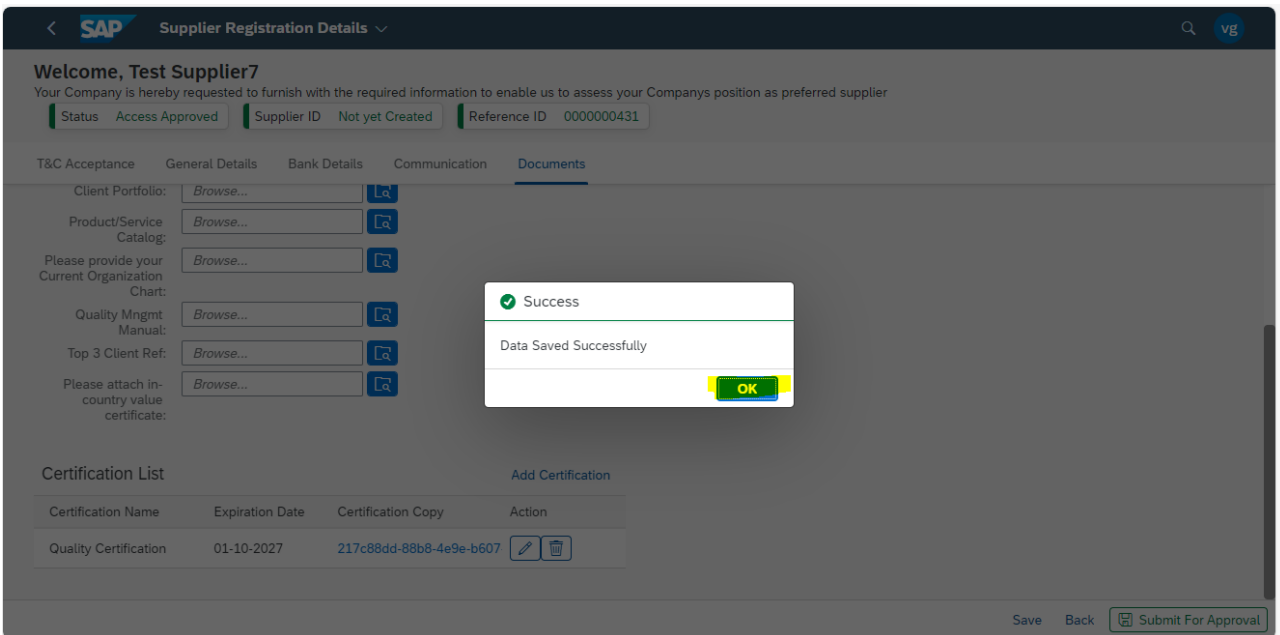 SAP Supplier Registration Details vg
Welcome, Test Supplier7
Your Company is hereby requested to furnish with the required information to enable us to assess your Companys position as preferred supplier
Status Access Approved Supplier ID Not yet Created Reference ID 0000000431
T&C Acceptance General Details Bank Details Communication Documents
Client Portfolio: Browse...
Product/Service Browse...
Catalog:
Please provide your Browse...
Current Organization
Chart:
Quality Mngmt Browse...
Manual:
Top 3 Client Ref: Browse...
Please attach in- Browse...
country value
certificate:
Success
Data Saved Successfully
OK
Certification List Add Certification
Certification Name Expiration Date Certification Copy Action
Quality Certification 01-10-2027 217c88dd-88b8-4e9e-b607
Save Back Submit For Approval